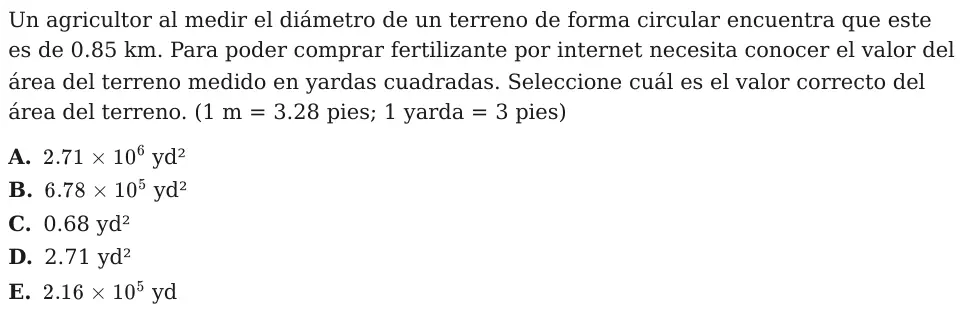 Un agricultor al medir el diámetro de un terreno de forma circular encuentra que este
es de 0.85 km. Para poder comprar fertilizante por internet necesita conocer el valor del
área del terreno medido en yardas cuadradas. Seleccione cuál es el valor correcto del
área del terreno. (1 m = 3.28 pies; 1 yarda = 3 pies)
A. 2.71 × 10⁶ yd²
B. 6.78 × 10⁵ yd²
C. 0.68 yd²
D. 2.71 yd²
E. 2.16 × 10⁵ yd